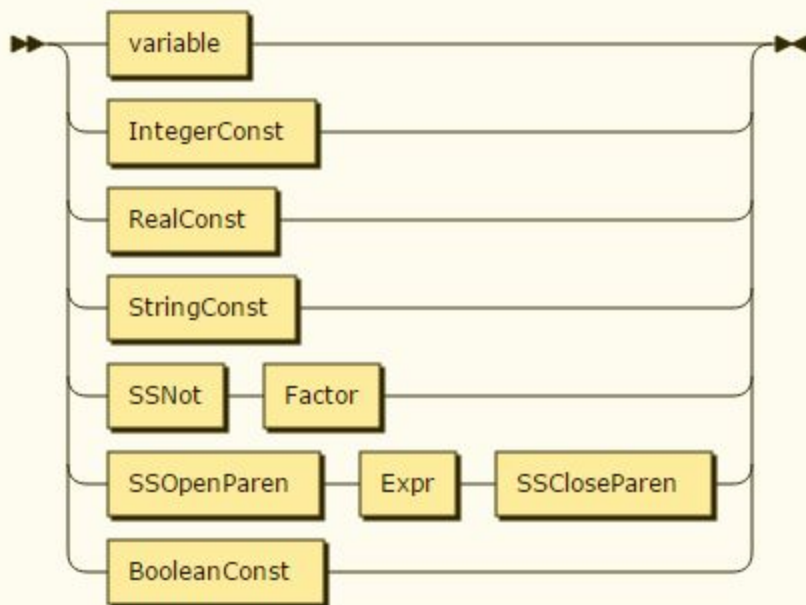 variable
IntegerConst
RealConst
StringConst
SSNot Factor
SSOpenParen Expr SSCloseParen
BooleanConst